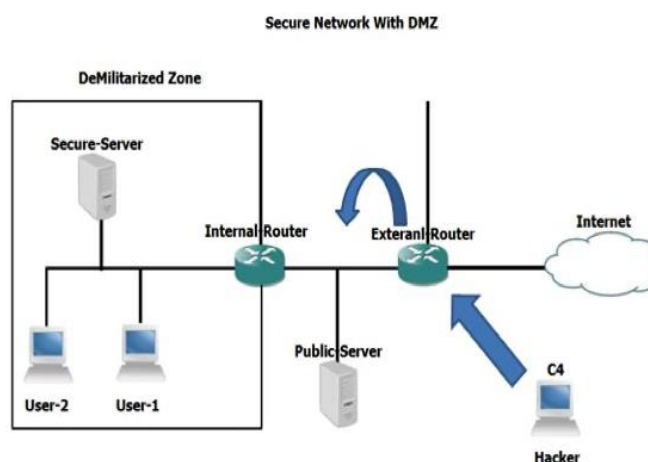 Secure Network With DMZ
DeMilitarized Zone
Secure-Server
Internal-Router
Exteranl-Router
Internet
Public-Server
User-2
User-1
C4
Hacker